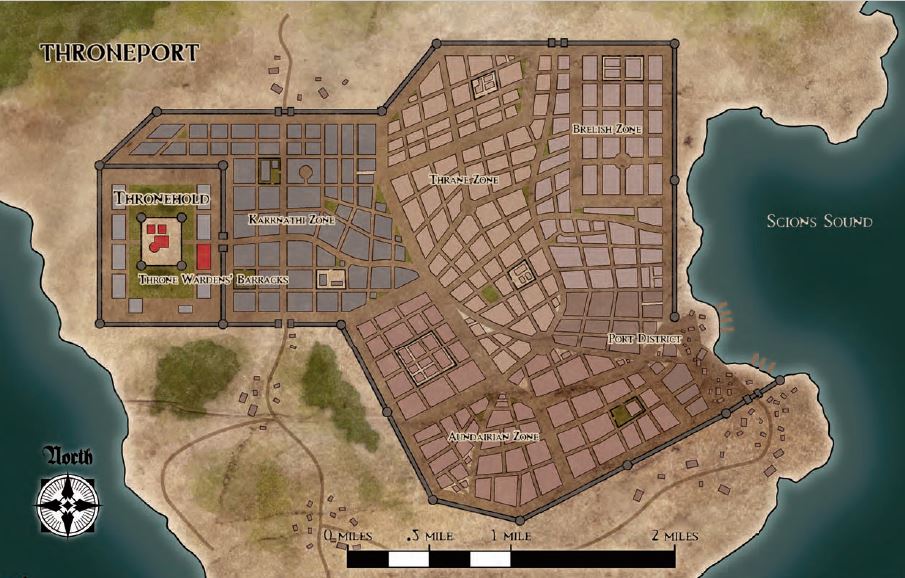 THRONEPORT
BRELISH ZONE
THRANE ZONE
THRONEHOLD
KARRNATHI ZONE
SCIONS SOUND
THRONE WARDENS' BARRACKS
PORT DISTRICT
AUNDAIRIAN ZONE
North
0 MILES .5 MILE 1 MILE 2 MILES